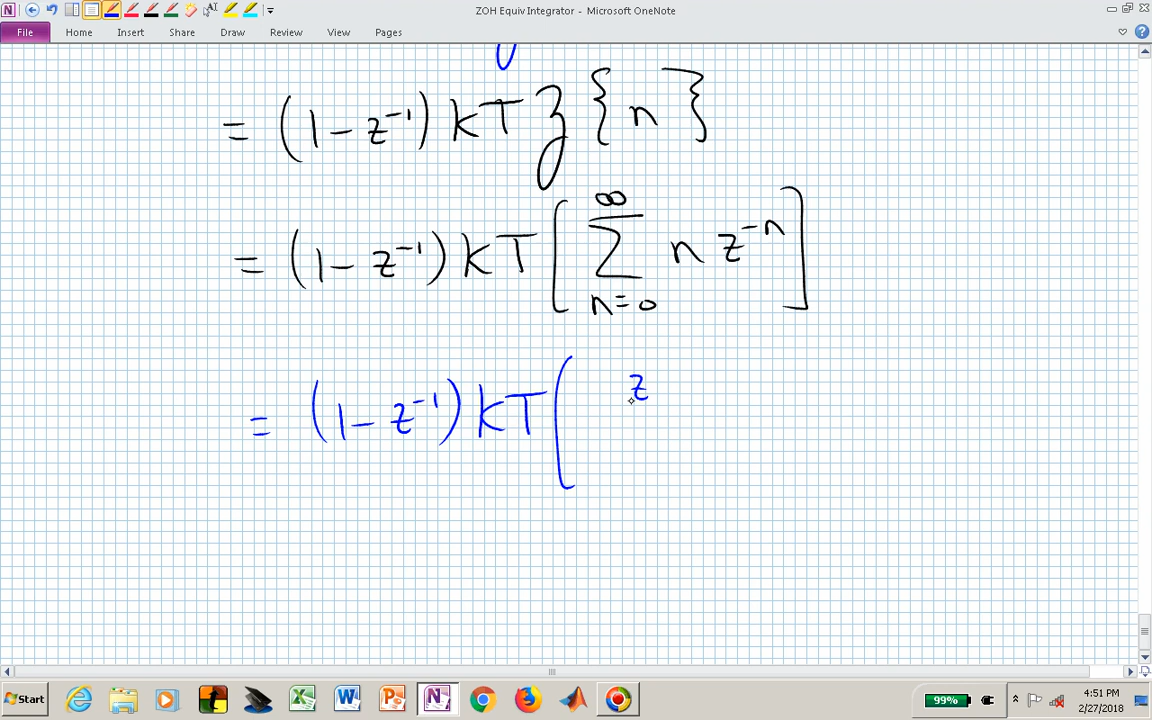 ZOH Equiv Integrator - Microsoft OneNote
File Home Insert Share Draw Review View Pages
= (1 - z⁻¹) kT 𝔷 { n }
= (1 - z⁻¹) kT [ ∑ₙ₌₀^∞ n z⁻ⁿ ]
= (1 - z⁻¹) kT ( z
Start
99%
4:51 PM
2/27/2018